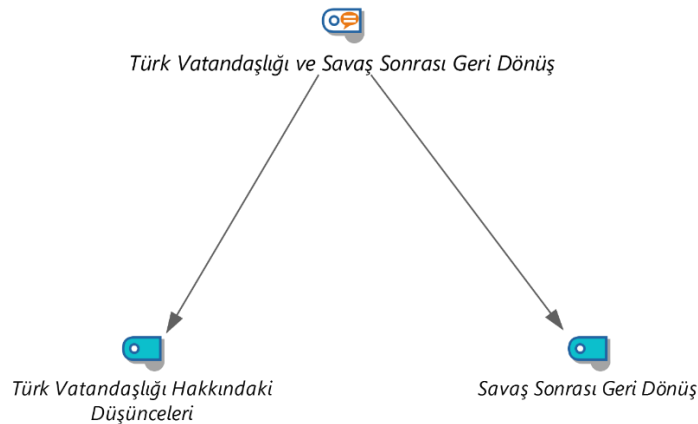 Türk Vatandaşlığı ve Savaş Sonrası Geri Dönüş
Türk Vatandaşlığı Hakkındaki
Düşünceleri
Savaş Sonrası Geri Dönüş